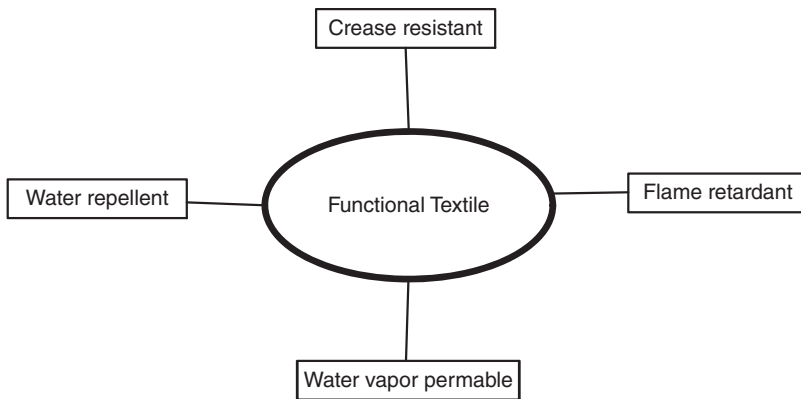 Crease resistant
Water repellent
Functional Textile
Flame retardant
Water vapor permable